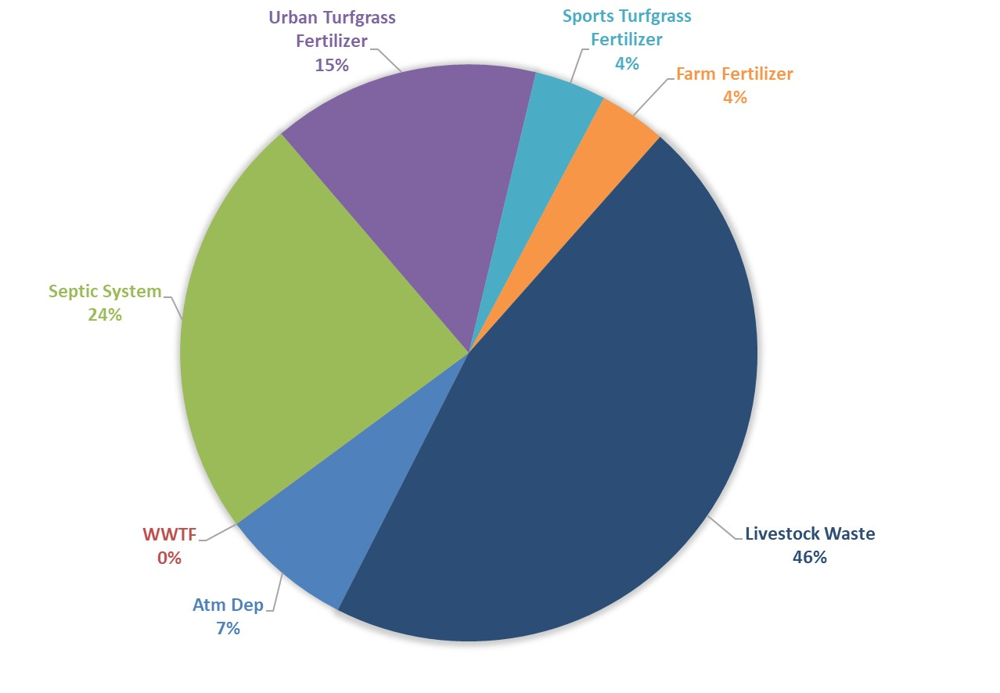 Urban Turfgrass
Fertilizer
15%
Sports Turfgrass
Fertilizer
4%
Farm Fertilizer
4%
Septic System
24%
WWTF
0%
Livestock Waste
46%
Atm Dep
7%